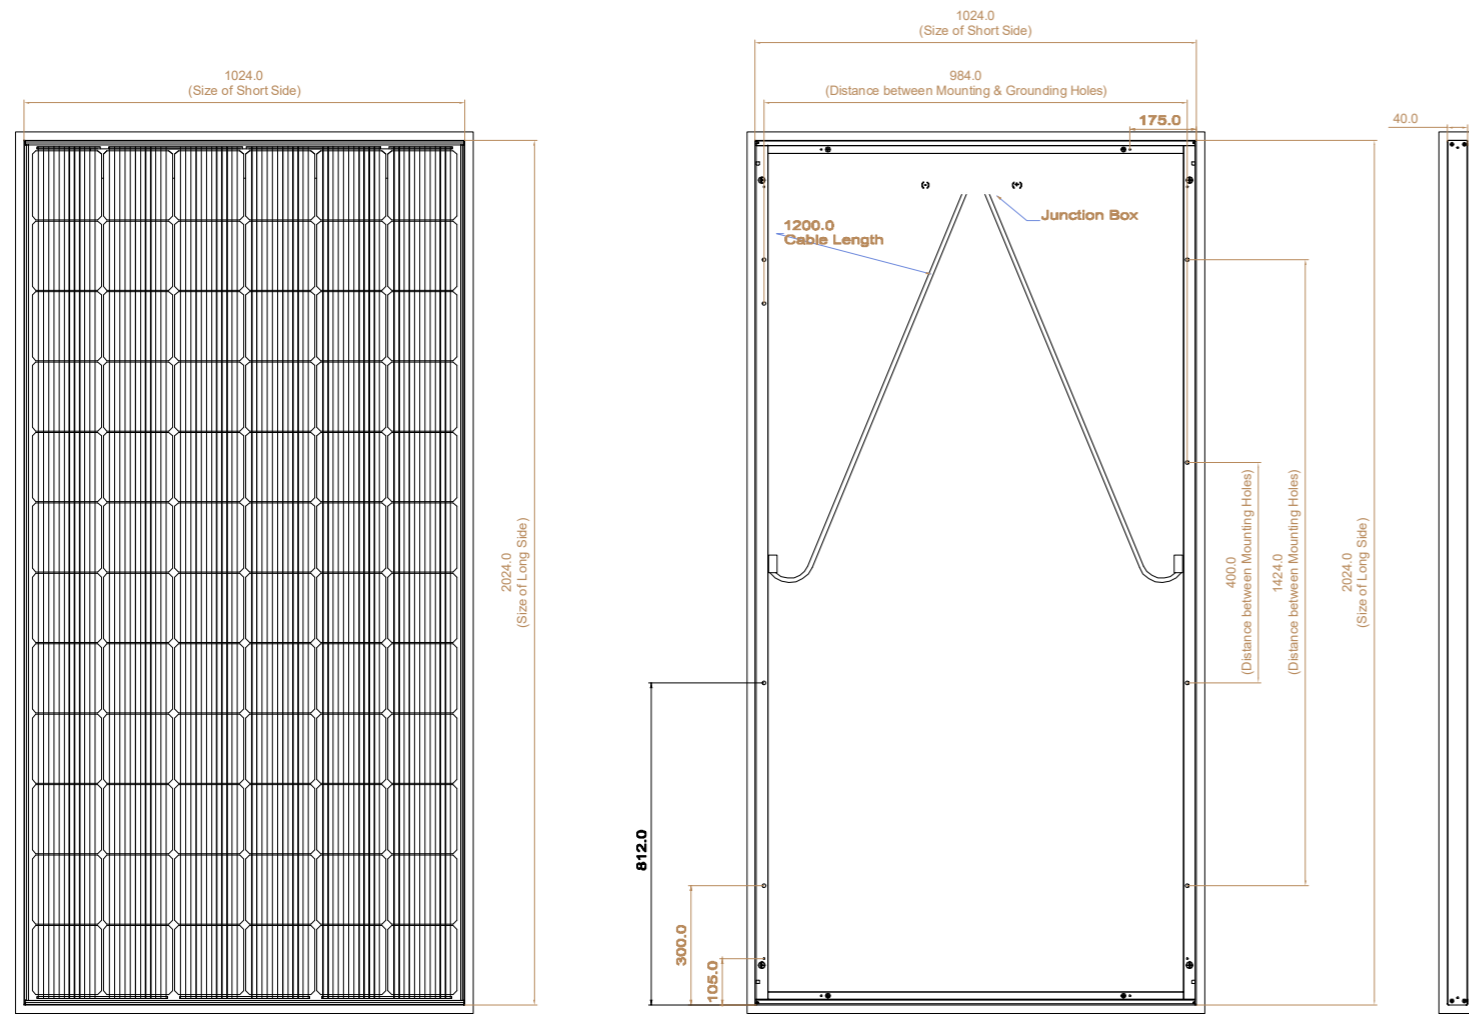 1024.0
(Size of Short Side)
2024.0
(Size of Long Side)
1024.0
(Size of Short Side)
984.0
(Distance between Mounting & Grounding Holes)
175.0
Junction Box
1200.0
Cable Length
400.0
(Distance between Mounting Holes)
1424.0
(Distance between Mounting Holes)
2024.0
(Size of Long Side)
812.0
300.0
105.0
40.0